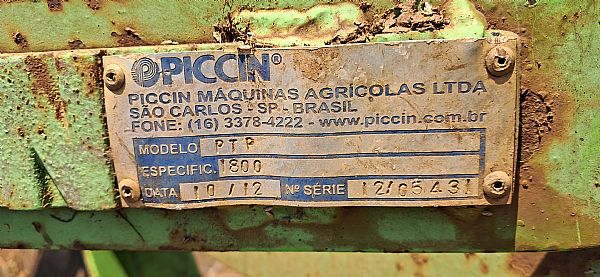 PICCIN®
PICCIN MÁQUINAS AGRÍCOLAS LTDA
SÃO CARLOS - SP - BRASIL
FONE: (16) 3378-4222 - www.piccin.com.br
MODELO PTP
ESPECIFIC. 1800
DATA 10/12 Nº SÉRIE 12/05431